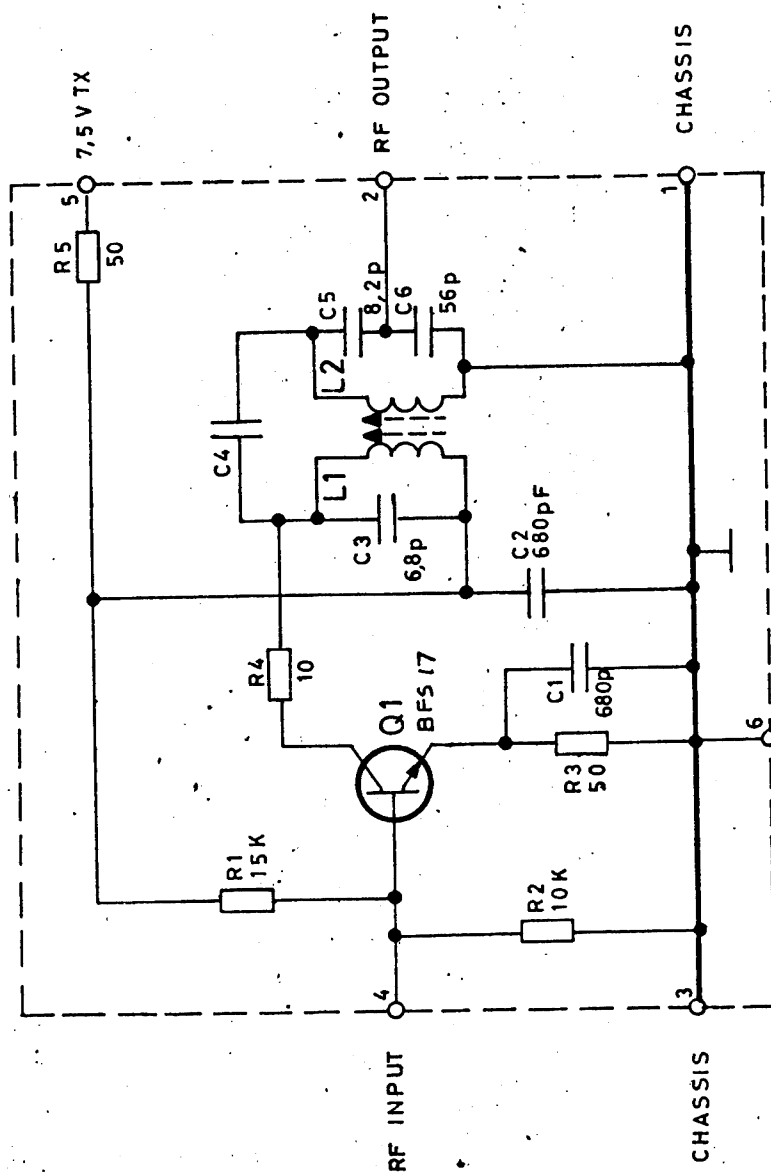 7,5 V TX
RF OUTPUT
CHASSIS
5
2
1
R5
50
C5
8,2p
C6
56p
L2
C4
L1
C3
6,8p
C2
680pF
R4
10
Q1
BFS 17
C1
680p
R3
50
6
R1
15K
R2
10K
4
3
RF INPUT
CHASSIS